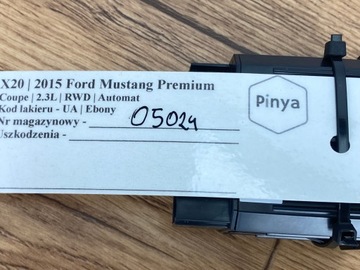 X20 | 2015 Ford Mustang Premium
Coupe | 2.3L | RWD | Automat
Kod lakieru - UA | Ebony
Nr magazynowy - 05024
Uszkodzenia -
Pinya